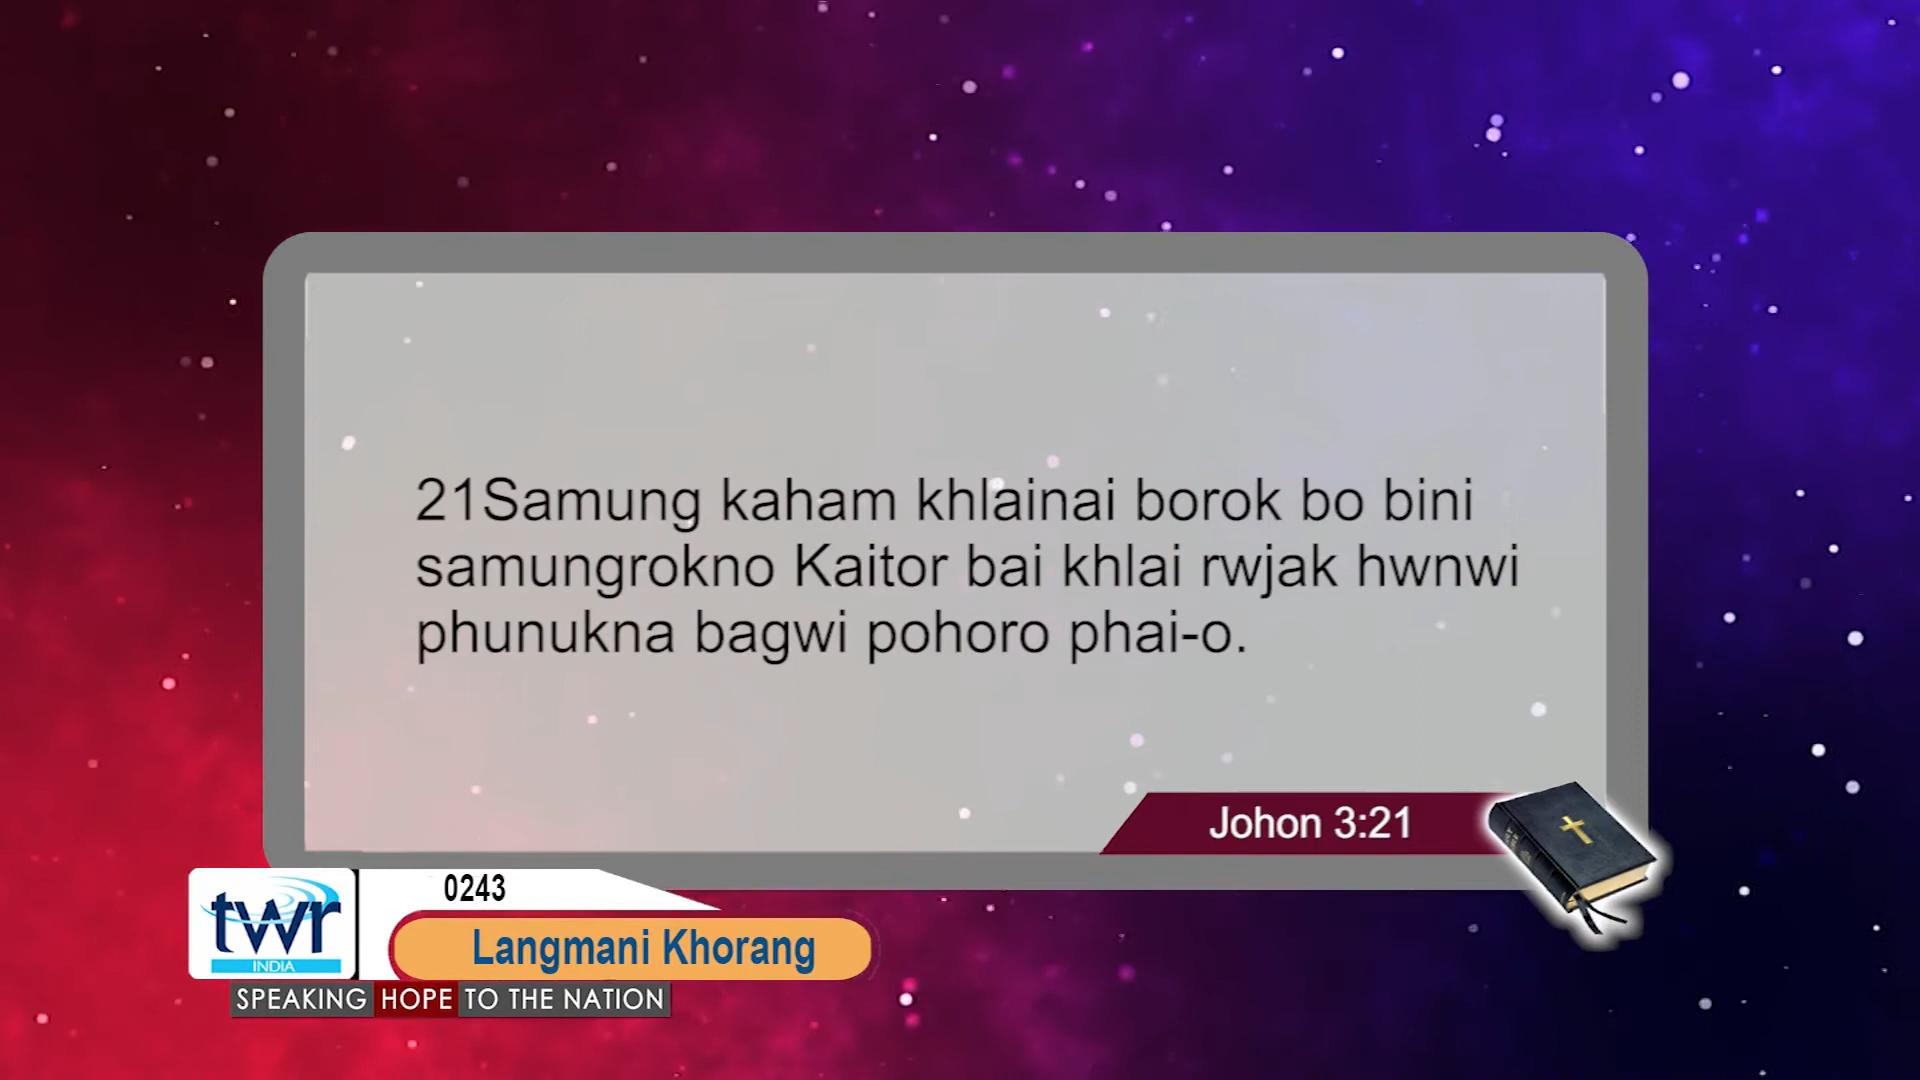 21Samung kaham khlainai borok bo bini
samungrokno Kaitor bai khlai rwjak hwnwi
phunukna bagwi pohoro phai-o.
Johon 3:21
0243
twr
INDIA
Langmani Khorang
SPEAKING HOPE TO THE NATION